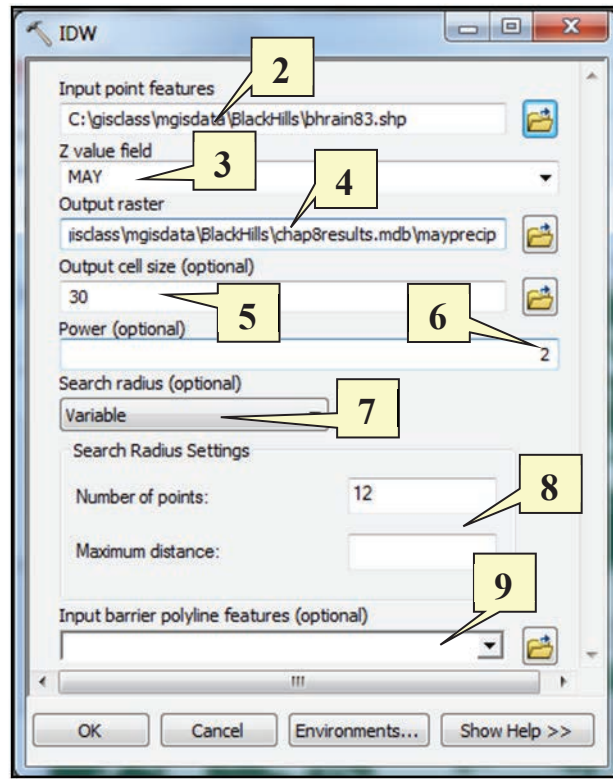 IDW
Input point features
2
C:\gisclass\mgisdata\BlackHills\bhrain83.shp
Z value field
3
MAY
4
Output raster
jisclass\mgisdata\BlackHills\chap8results.mdb\mayprecip
Output cell size (optional)
30
5
6
Power (optional)
2
Search radius (optional)
7
Variable
Search Radius Settings
Number of points:
12
8
Maximum distance:
9
Input barrier polyline features (optional)
OK Cancel Environments... Show Help >>